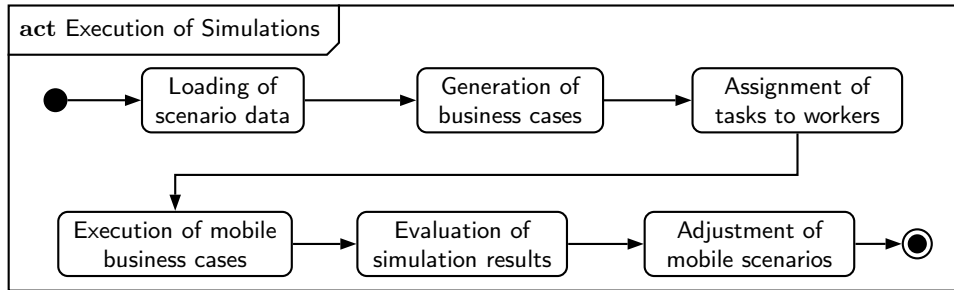 act Execution of Simulations
Loading of
scenario data
Generation of
business cases
Assignment of
tasks to workers
Execution of mobile
business cases
Evaluation of
simulation results
Adjustment of
mobile scenarios